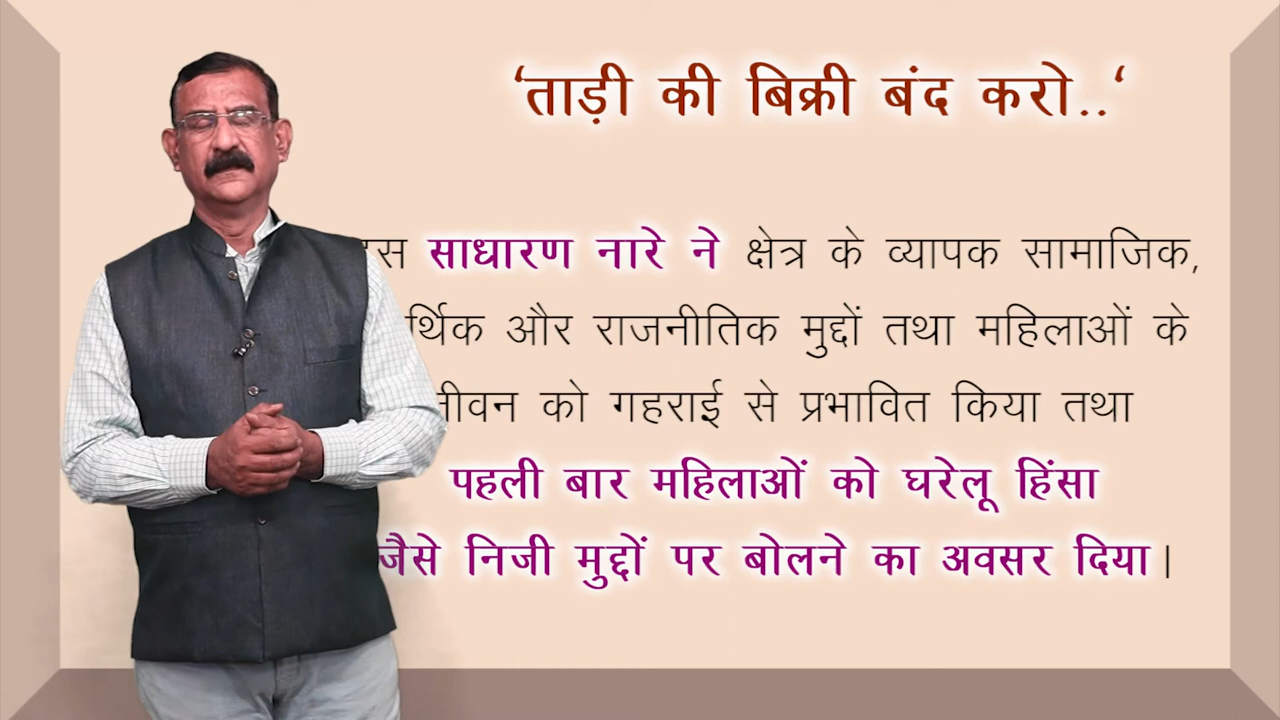 ‘ताड़ी की बिक्री बंद करो..‘
साधारण नारे ने क्षेत्र के व्यापक सामाजिक,
और राजनीतिक मुद्दों तथा महिलाओं के
को गहराई से प्रभावित किया तथा
पहली बार महिलाओं को घरेलू हिंसा
जैसे निजी मुद्दों पर बोलने का अवसर दिया।